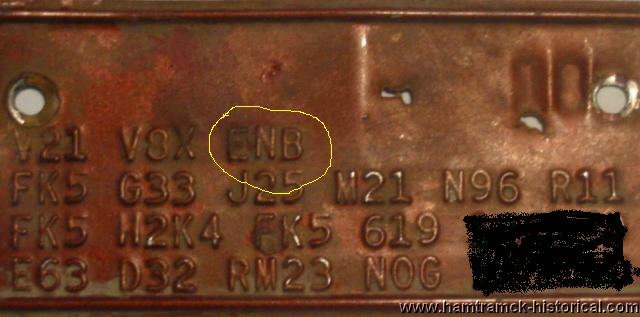 V21 V8X ENB
FK5 G33 J25 M21 N96 R11
FK5 H2K4 FK5 619
E63 D32 RM23 N0G
www.hamtramck-historical.com